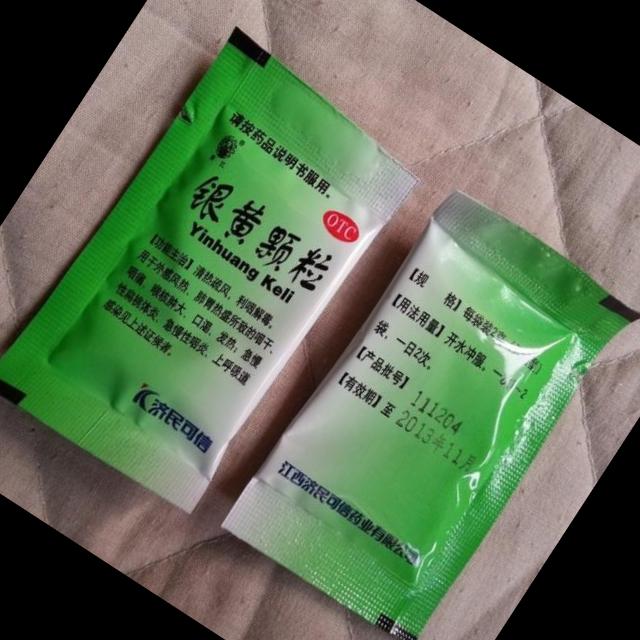 请按药品说明书服用。
银黄颗粒
OTC
Yinhuang Keli
【功能主治】清热疏风，利咽解毒。
用于外感风热、肺胃热盛所致的咽干、
咽痛、喉核肿大、口渴、发热；急慢
性扁桃体炎、急慢性咽炎、上呼吸道
感染见上述证候者。
济民可信
【规 格】每袋装
【用法用量】开水冲服。一次1-2
袋，一日2次。
【产品批号】 111204
【有效期】至 2013年11月
江西济民可信药业有限公司